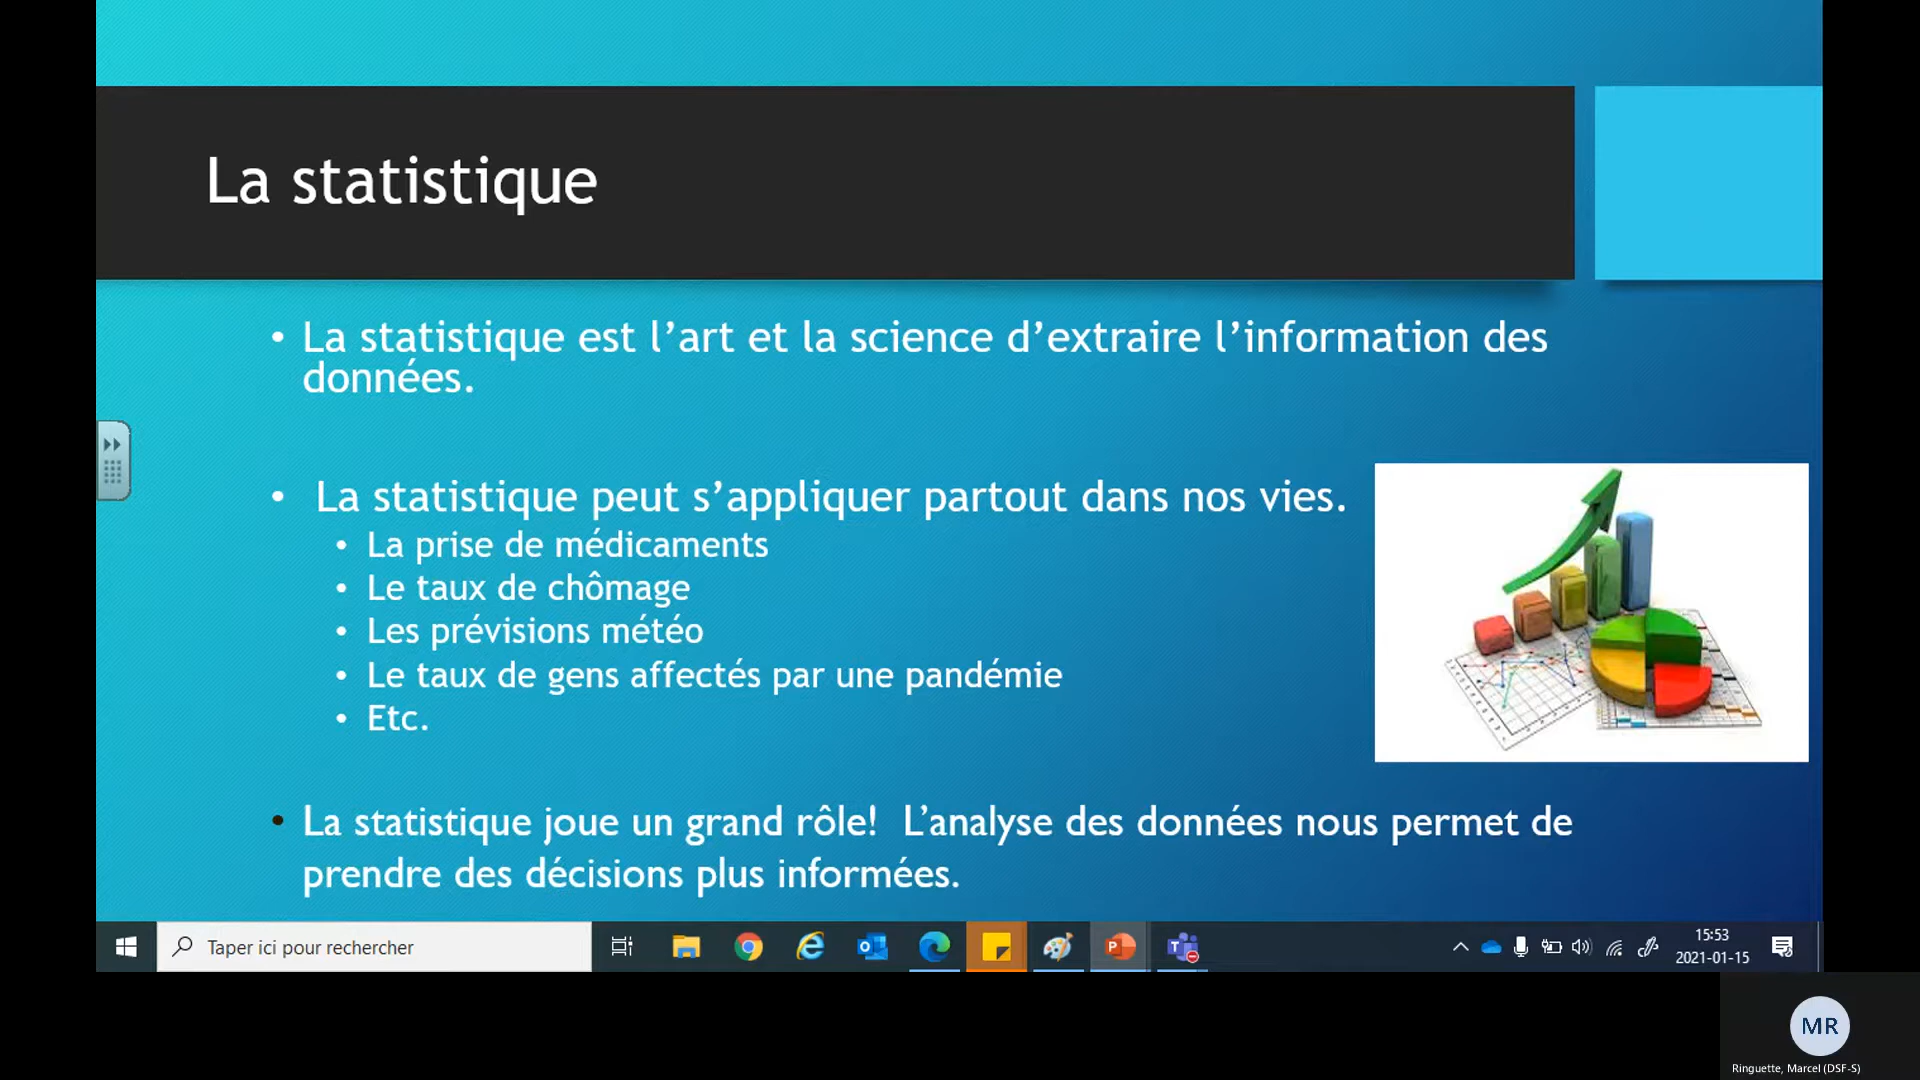 La statistique
• La statistique est l’art et la science d’extraire l’information des
données.
• La statistique peut s’appliquer partout dans nos vies.
• La prise de médicaments
• Le taux de chômage
• Les prévisions météo
• Le taux de gens affectés par une pandémie
• Etc.
• La statistique joue un grand rôle! L’analyse des données nous permet de
prendre des décisions plus informées.
Taper ici pour rechercher
15:53
2021-01-15
MR
Ringuette, Marcel (DSF-S)